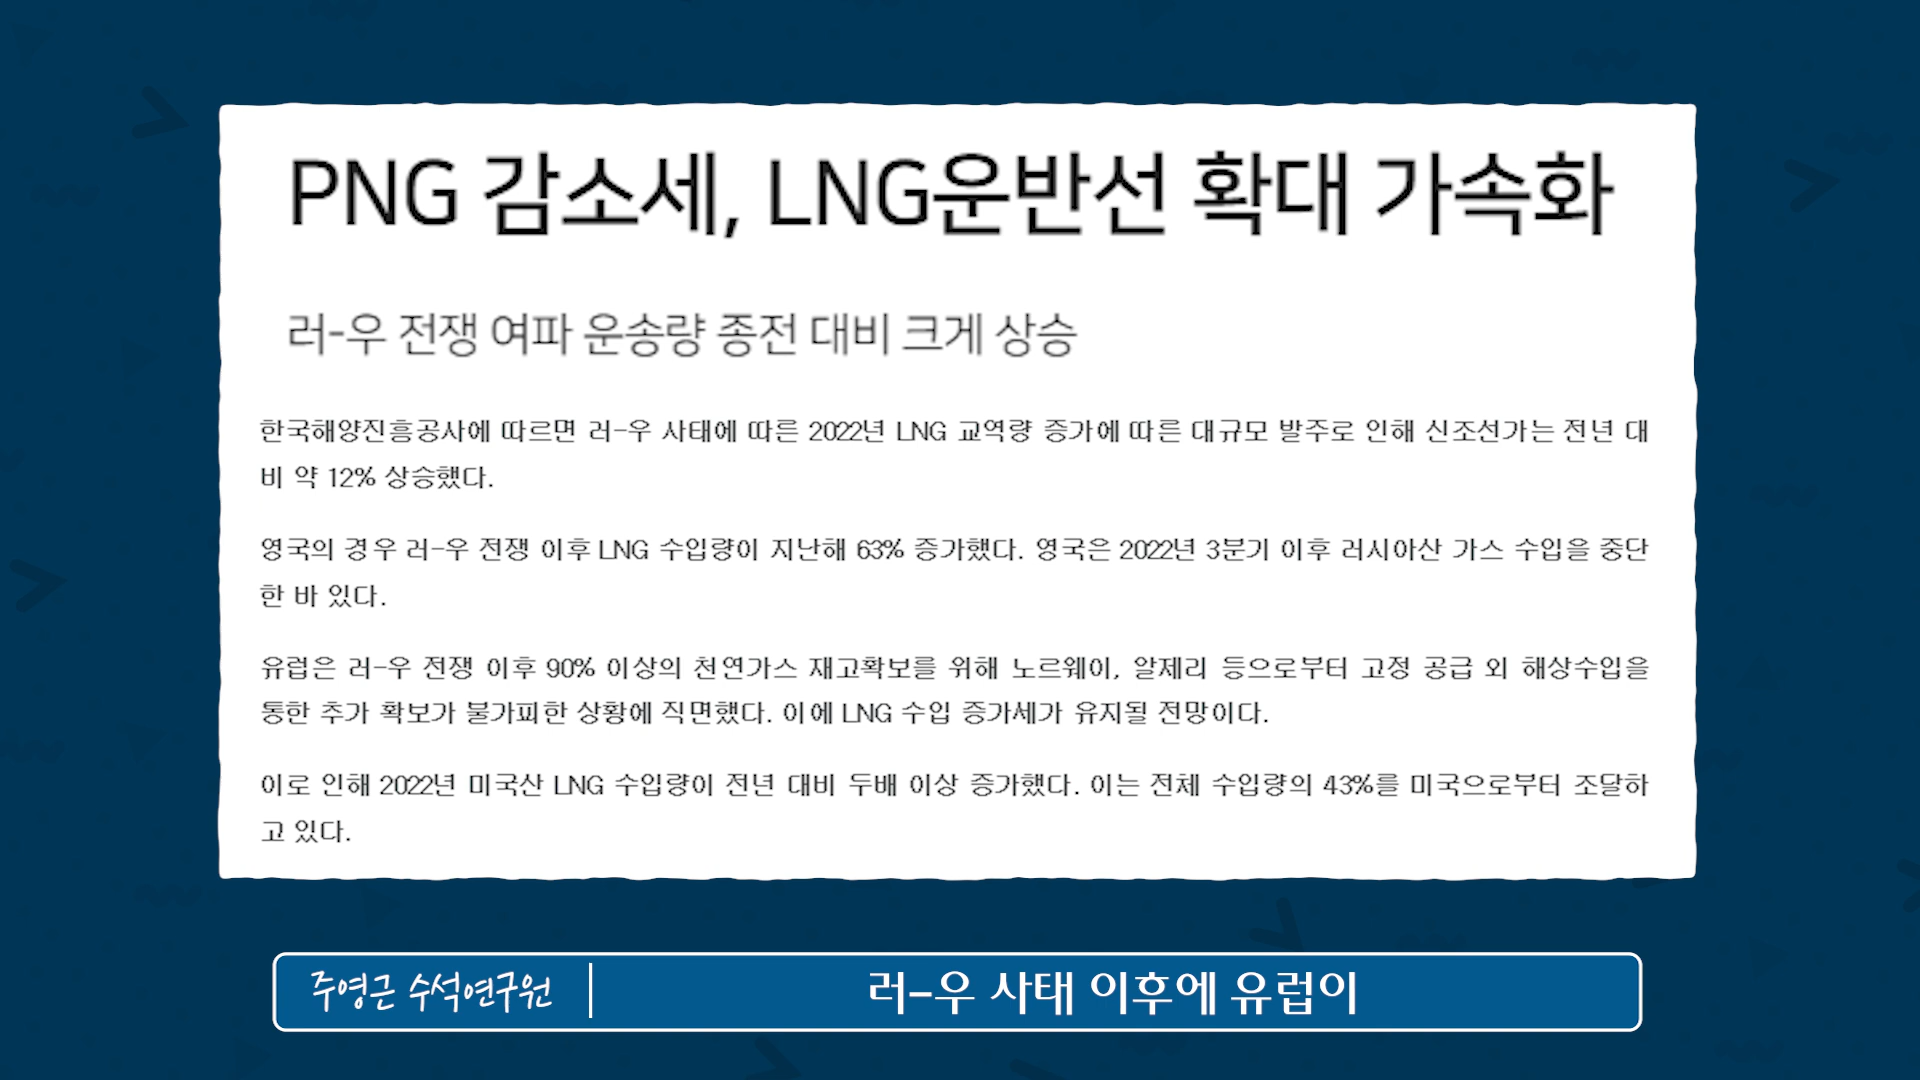 PNG 감소세, LNG운반선 확대 가속화
러-우 전쟁 여파 운송량 종전 대비 크게 상승
한국해양진흥공사에 따르면 러-우 사태에 따른 2022년 LNG 교역량 증가에 따른 대규모 발주로 인해 신조선가는 전년 대
비 약 12% 상승했다.
영국의 경우 러-우 전쟁 이후 LNG 수입량이 지난해 63% 증가했다. 영국은 2022년 3분기 이후 러시아산 가스 수입을 중단
한 바 있다.
유럽은 러-우 전쟁 이후 90% 이상의 천연가스 재고확보를 위해 노르웨이, 알제리 등으로부터 고정 공급 외 해상수입을
통한 추가 확보가 불가피한 상황에 직면했다. 이에 LNG 수입 증가세가 유지될 전망이다.
이로 인해 2022년 미국산 LNG 수입량이 전년 대비 두배 이상 증가했다. 이는 전체 수입량의 43%를 미국으로부터 조달하
고 있다.
주영근 수석연구원
러-우 사태 이후에 유럽이